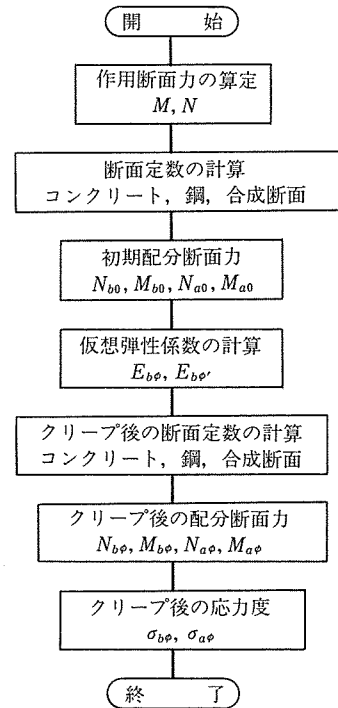 開 始
作用断面力の算定
M, N
断面定数の計算
コンクリート, 鋼, 合成断面
初期配分断面力
N_{b0}, M_{b0}, N_{a0}, M_{a0}
仮想弾性係数の計算
E_{bφ}, E_{bφ'}
クリープ後の断面定数の計算
コンクリート, 鋼, 合成断面
クリープ後の配分断面力
N_{bφ}, M_{bφ}, N_{aφ}, M_{aφ}
クリープ後の応力度
σ_{bφ}, σ_{aφ}
終 了